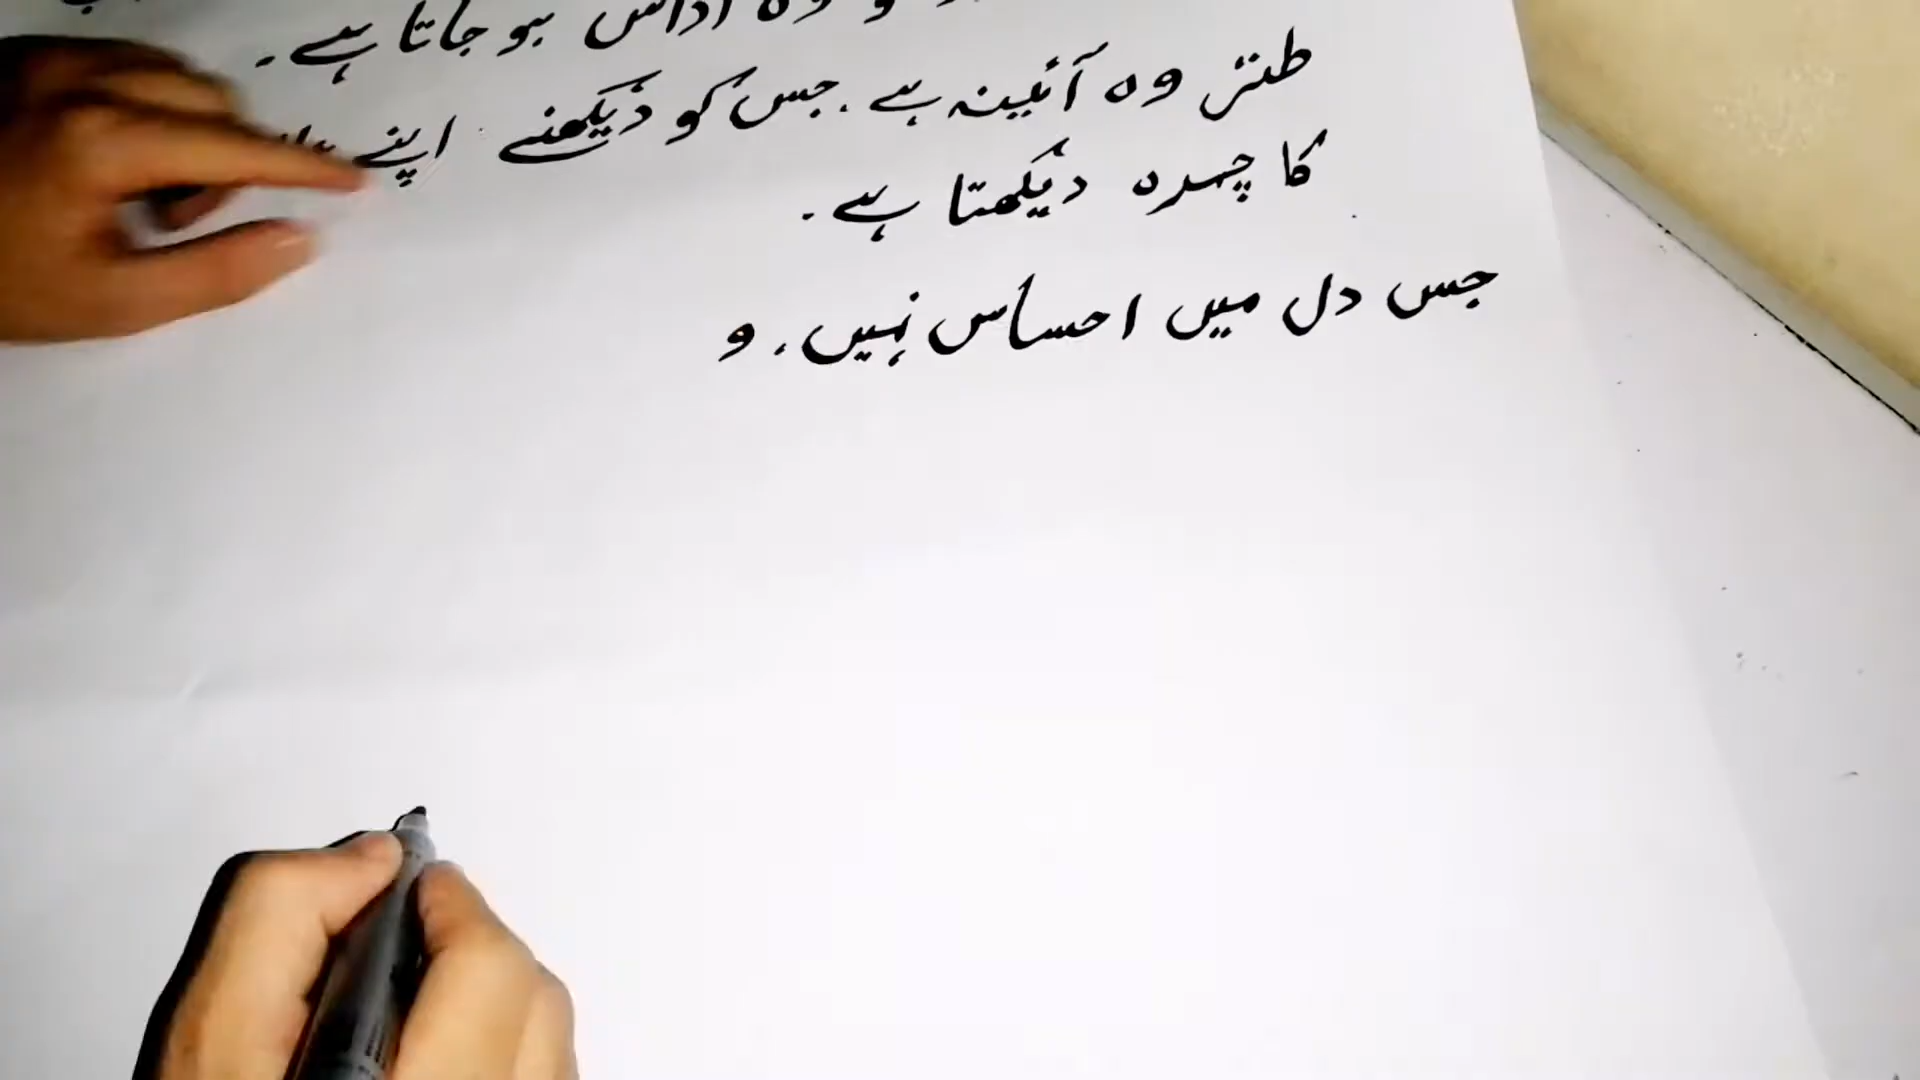 وہ اداس ہو جاتا ہے۔
طنز وہ آئینہ ہے، جس کو دیکھنے اپنے
کا چہرہ دیکھتا ہے۔
جس دل میں احساس نہیں، و